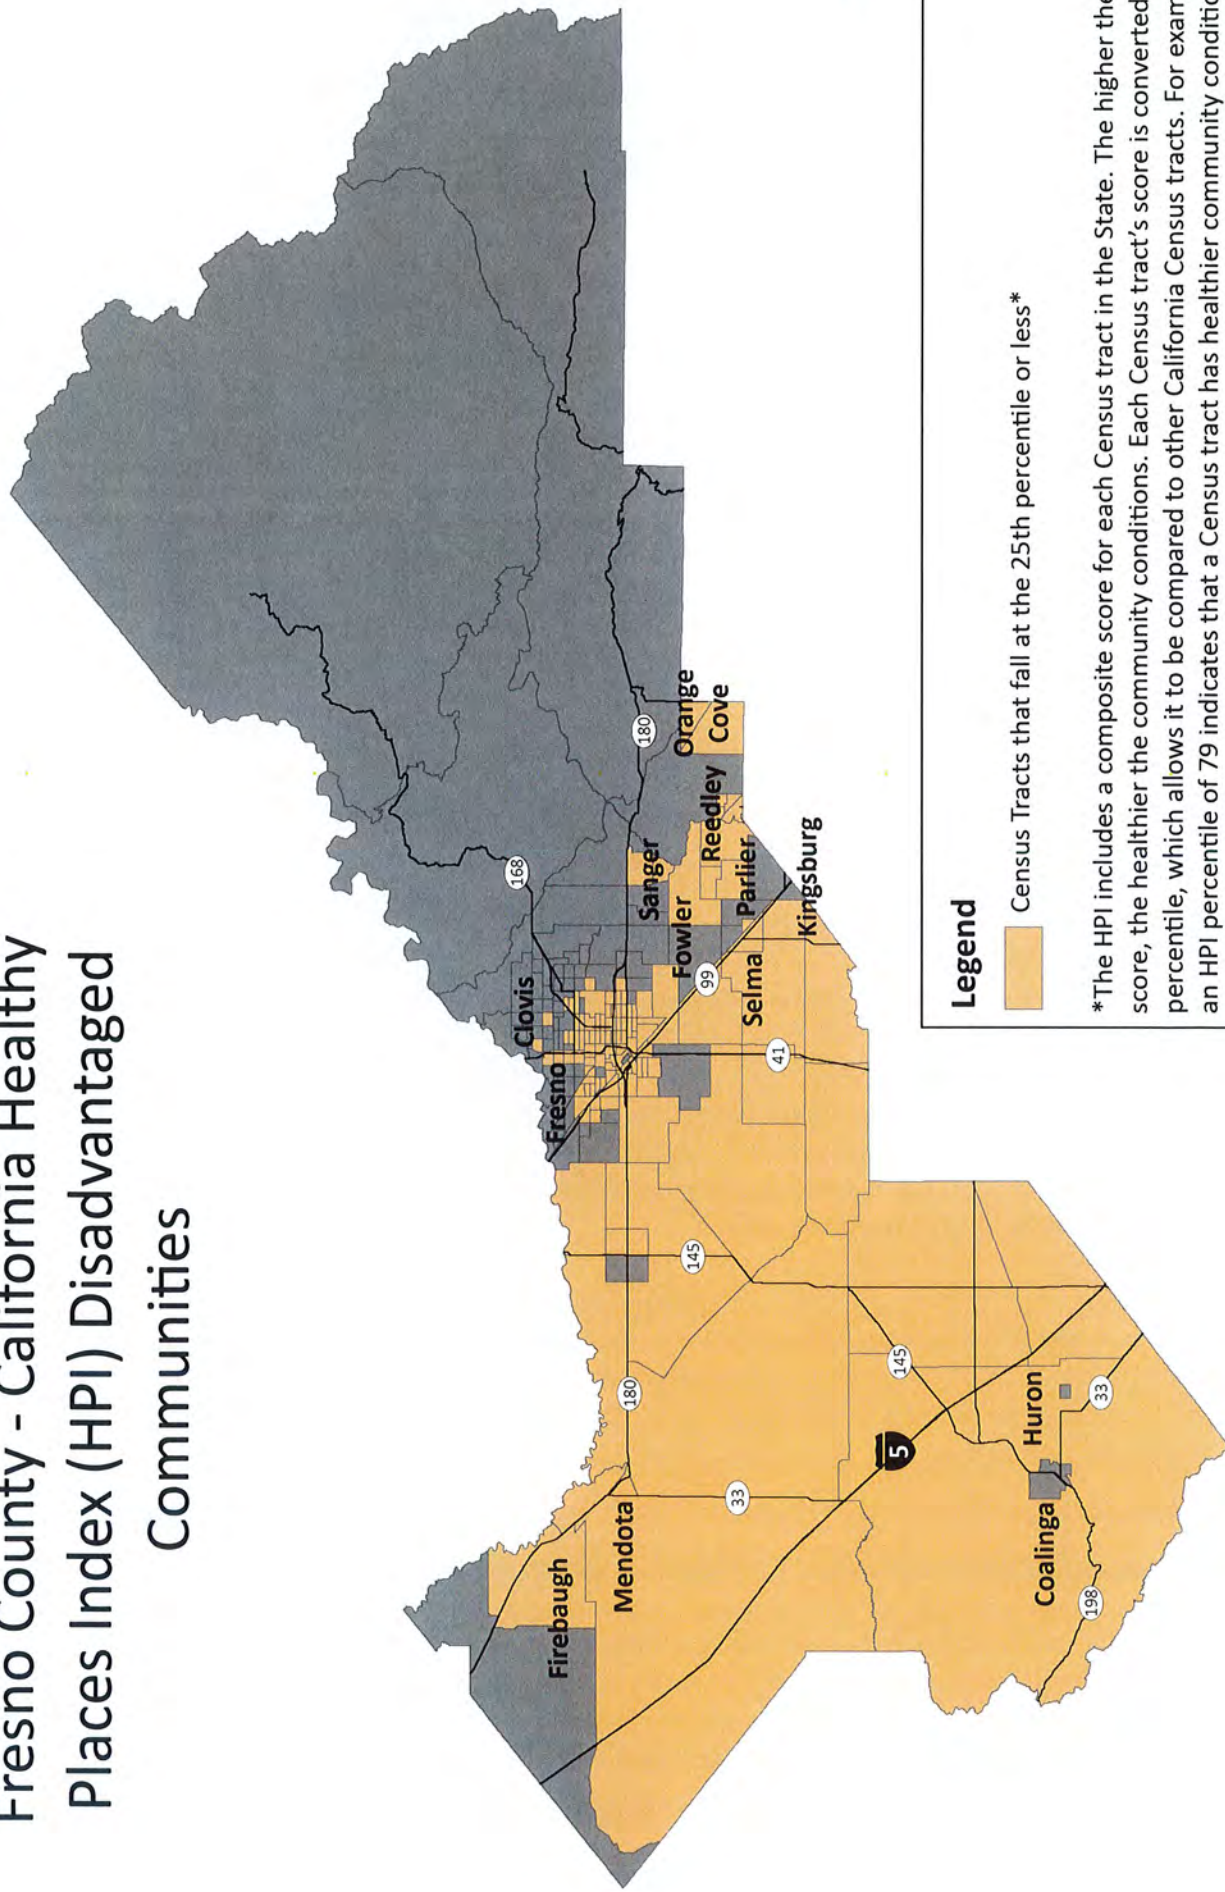 Fresno County - California Healthy
Places Index (HPI) Disadvantaged
Communities
168
180
Clovis
Fresno
Sanger
Orange
Cove
Reedley
Fowler
Parlier
99
Selma
Kingsburg
41
145
180
Firebaugh
Mendota
33
145
5
Huron
33
Coalinga
198
Legend
Census Tracts that fall at the 25th percentile or less*
*The HPI includes a composite score for each Census tract in the State. The higher the
score, the healthier the community conditions. Each Census tract's score is converted
percentile, which allows it to be compared to other California Census tracts. For
an HPI percentile of 79 indicates that a Census tract has healthier community